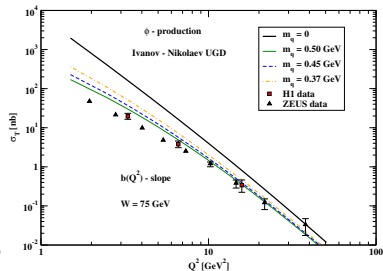 10^4
10^3
10^2
10^1
1
10^-1
10^-2
σ_T [nb]
φ - production
Ivanov - Nikolaev UGD
m_q = 0
m_q = 0.50 GeV
m_q = 0.45 GeV
m_q = 0.37 GeV
H1 data
ZEUS data
b(Q^2) - slope
W = 75 GeV
1
10
100
Q^2 [GeV^2]